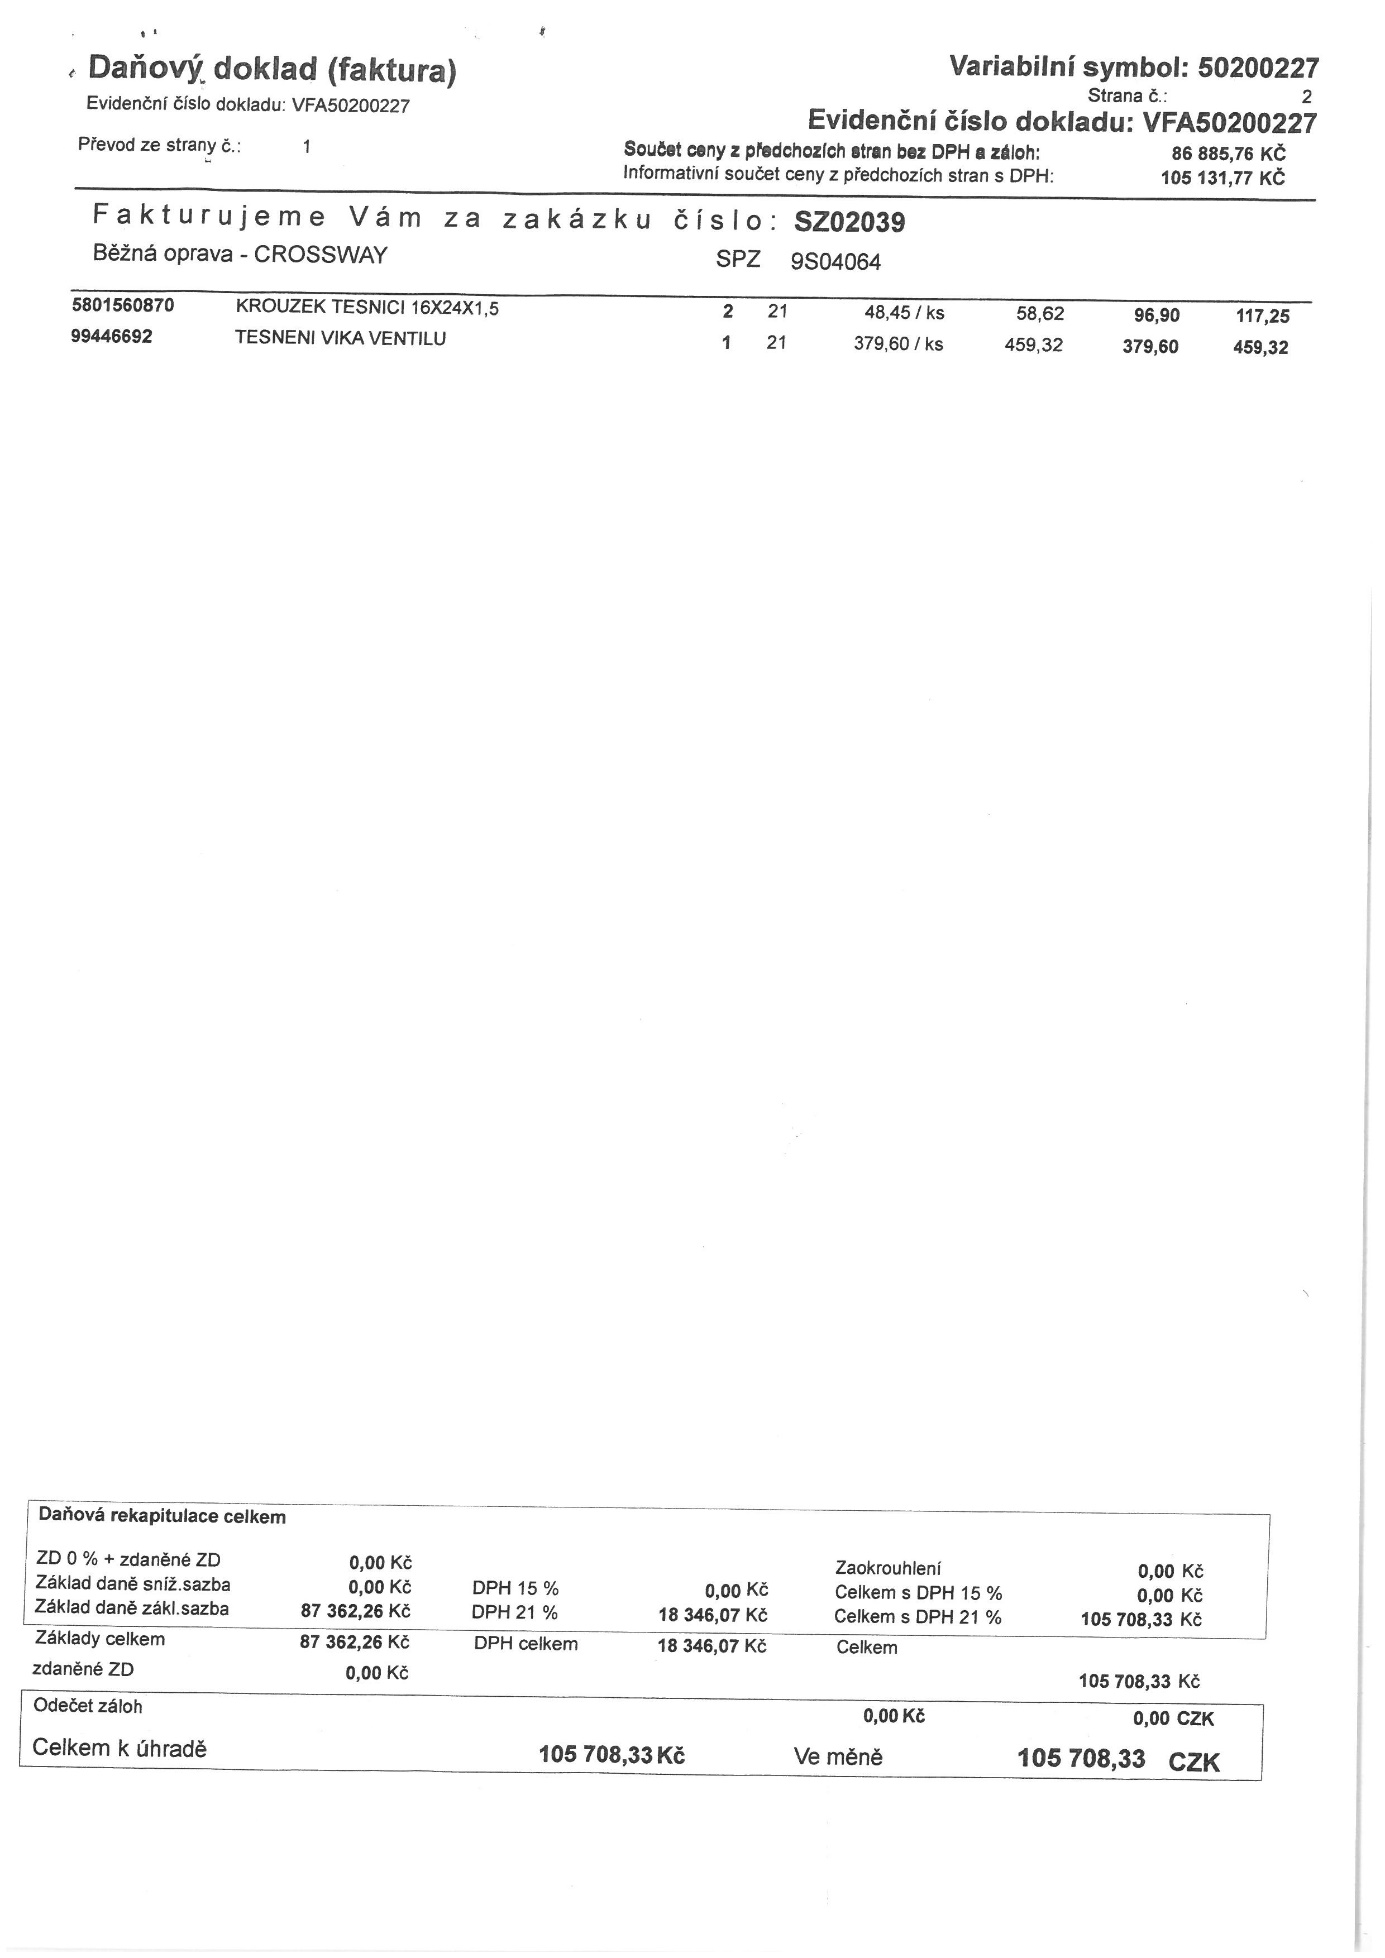 Daňový doklad (faktura)
Variabilní symbol: 50200227
Evidenční číslo dokladu: VFA50200227
Strana č.: 2
Evidenční číslo dokladu: VFA50200227
Převod ze strany č.: 1
Součet ceny z předchozích stran bez DPH a záloh: 86 885,76 KČ
Informativní součet ceny z předchozích stran s DPH: 105 131,77 KČ
Fakturujeme Vám za zakázku číslo: SZ02039
Běžná oprava - CROSSWAY SPZ 9S04064
5801560870 KROUZEK TESNICI 16X24X1,5 2 21 48,45 / ks 58,62 96,90 117,25
99446692 TESNENI VIKA VENTILU 1 21 379,60 / ks 459,32 379,60 459,32
Daňová rekapitulace celkem
ZD 0 % + zdaněné ZD 0,00 Kč Zaokrouhlení 0,00 Kč
Základ daně sníž.sazba 0,00 Kč DPH 15 % 0,00 Kč Celkem s DPH 15 % 0,00 Kč
Základ daně zákl.sazba 87 362,26 Kč DPH 21 % 18 346,07 Kč Celkem s DPH 21 % 105 708,33 Kč
Základy celkem 87 362,26 Kč DPH celkem 18 346,07 Kč Celkem
zdaněné ZD 0,00 Kč 105 708,33 Kč
Odečet záloh 0,00 Kč 0,00 CZK
Celkem k úhradě 105 708,33 Kč Ve měně 105 708,33 CZK